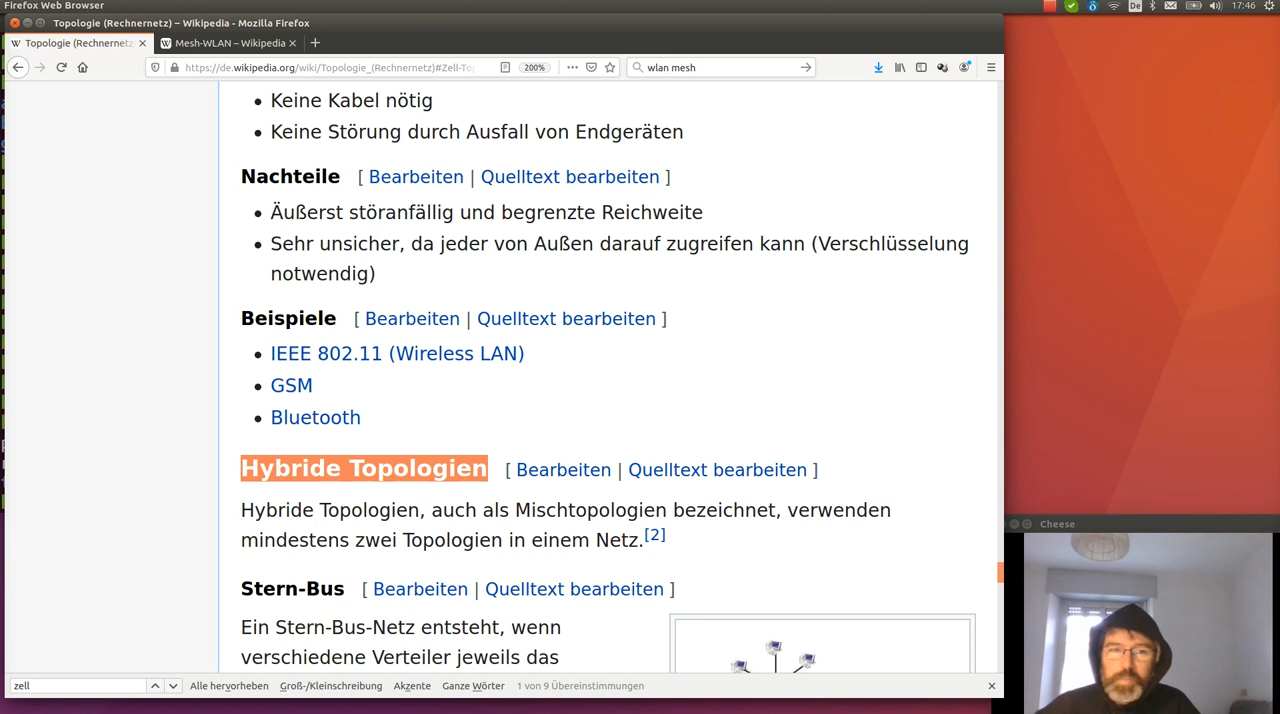 Firefox Web Browser
De
17:46
Topologie (Rechnernetz) – Wikipedia - Mozilla Firefox
Topologie (Rechnernetz
Mesh-WLAN – Wikipedia
https://de.wikipedia.org/wiki/Topologie_(Rechnernetz)#Zell-To
200%
wlan mesh
Keine Kabel nötig
Keine Störung durch Ausfall von Endgeräten
Nachteile [ Bearbeiten | Quelltext bearbeiten ]
Äußerst störanfällig und begrenzte Reichweite
Sehr unsicher, da jeder von Außen darauf zugreifen kann (Verschlüsselung
notwendig)
Beispiele [ Bearbeiten | Quelltext bearbeiten ]
IEEE 802.11 (Wireless LAN)
GSM
Bluetooth
Hybride Topologien [ Bearbeiten | Quelltext bearbeiten ]
Hybride Topologien, auch als Mischtopologien bezeichnet, verwenden
mindestens zwei Topologien in einem Netz.[2]
Stern-Bus [ Bearbeiten | Quelltext bearbeiten ]
Ein Stern-Bus-Netz entsteht, wenn
verschiedene Verteiler jeweils das
zell
Alle hervorheben
Groß-/Kleinschreibung
Akzente
Ganze Wörter
1 von 9 Übereinstimmungen
Cheese